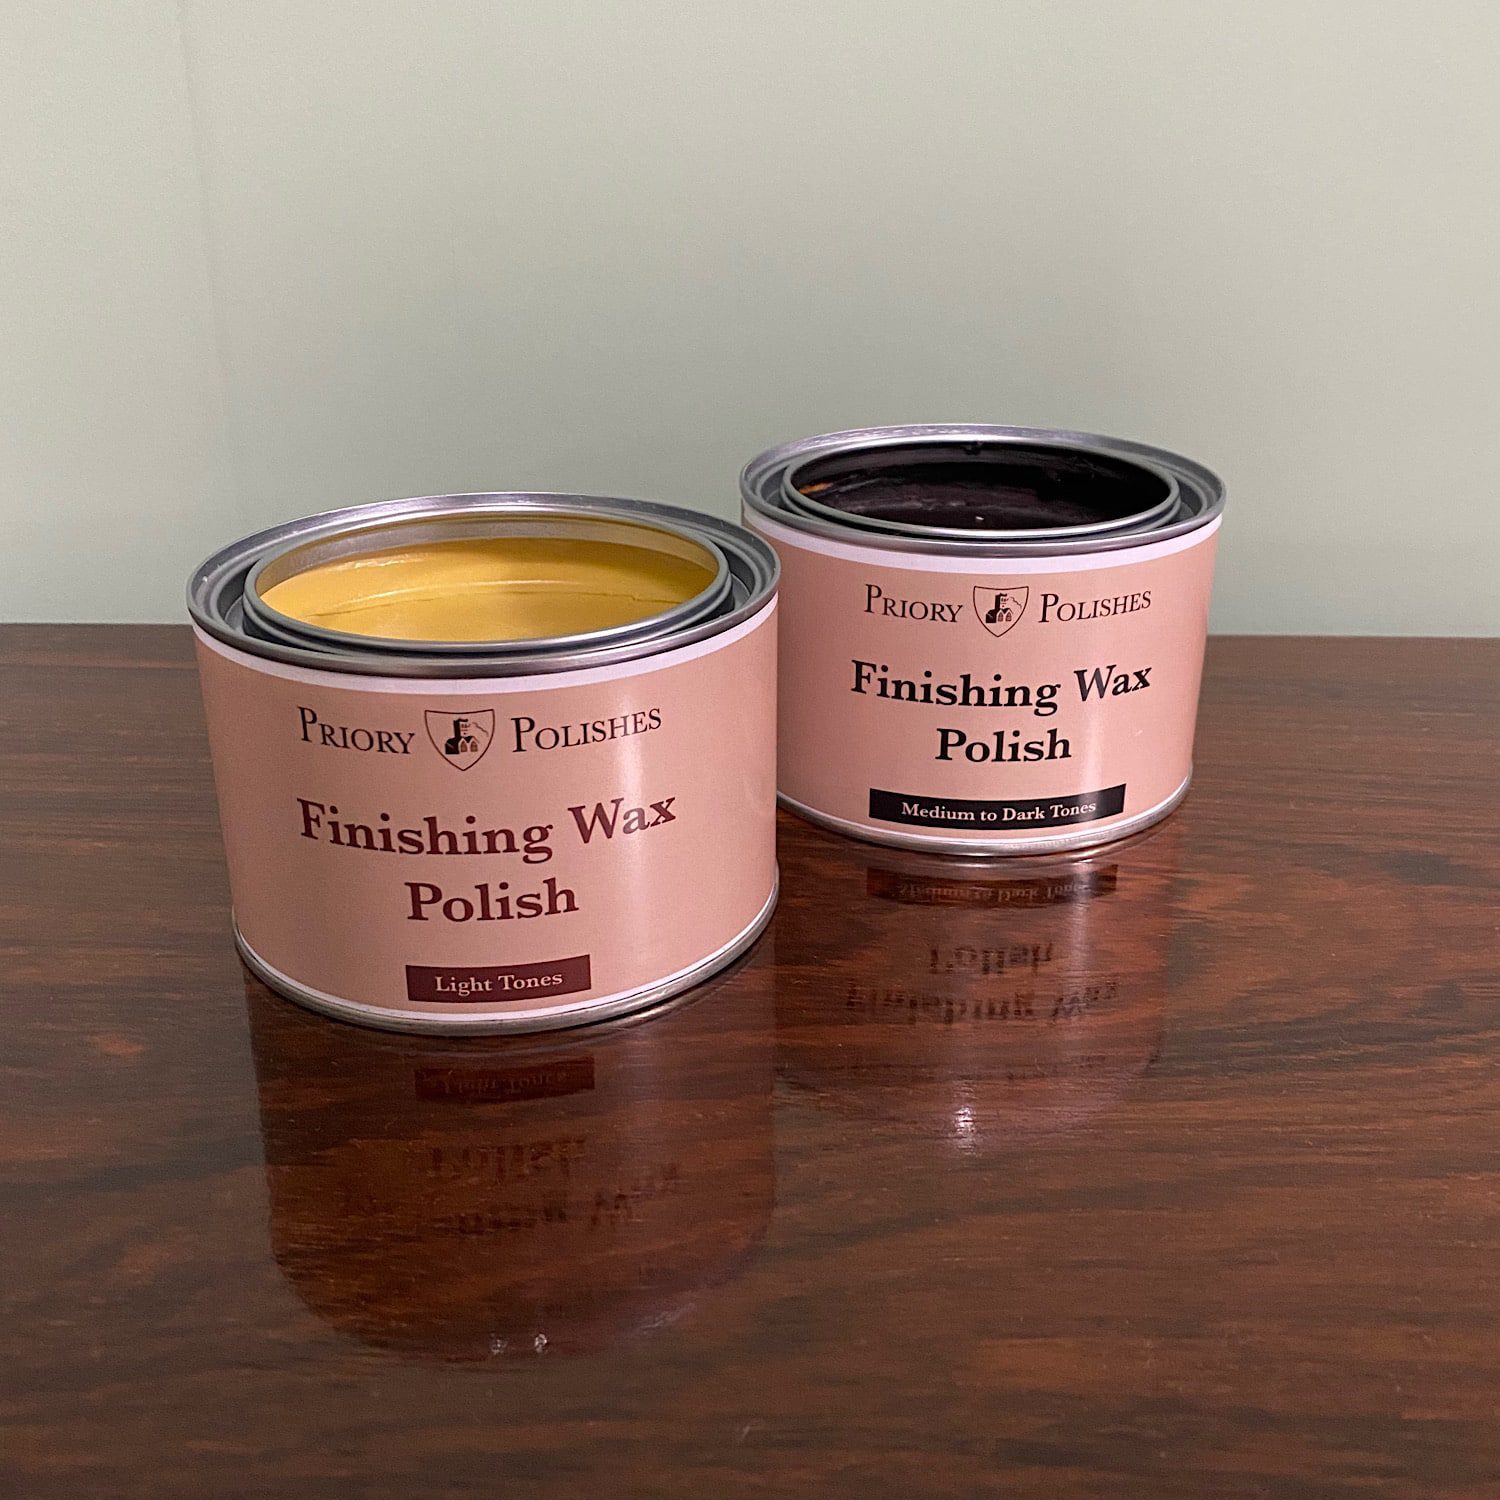 PRIORY POLISHES
Finishing Wax
Polish
Light Tones
PRIORY POLISHES
Finishing Wax
Polish
Medium to Dark Tones